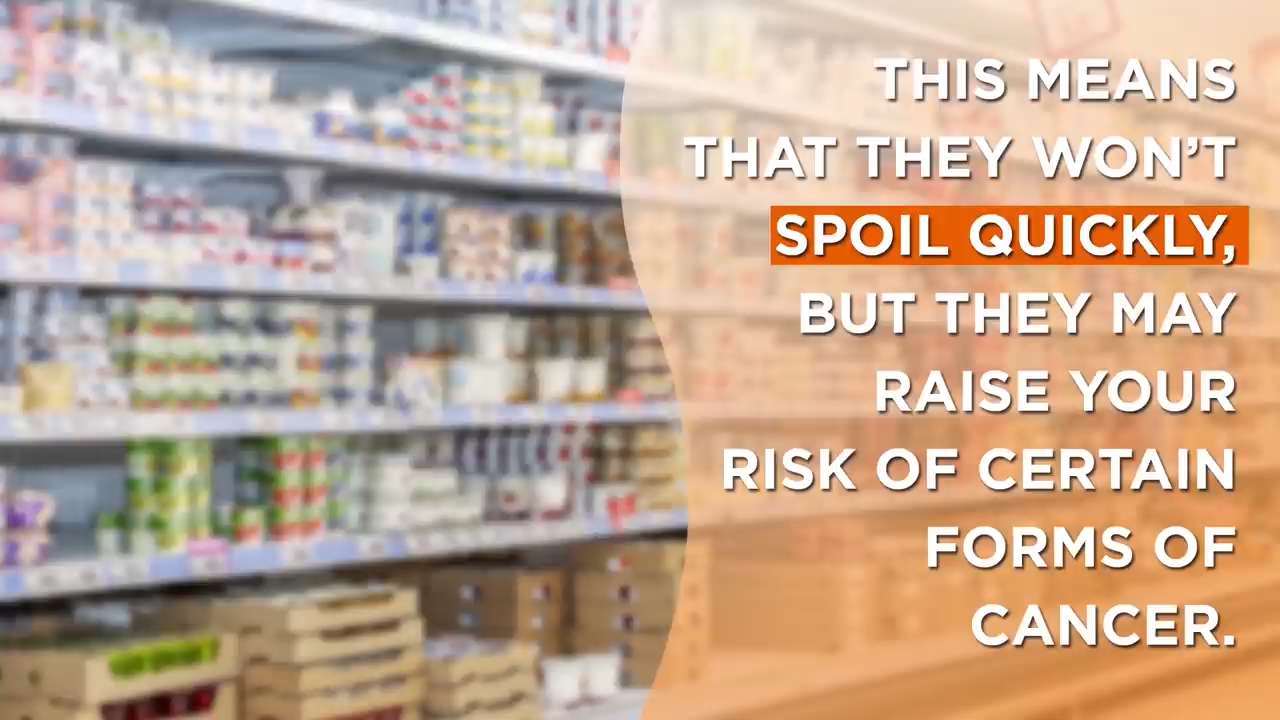 THIS MEANS
THAT THEY WON’T
SPOIL QUICKLY,
BUT THEY MAY
RAISE YOUR
RISK OF CERTAIN
FORMS OF
CANCER.